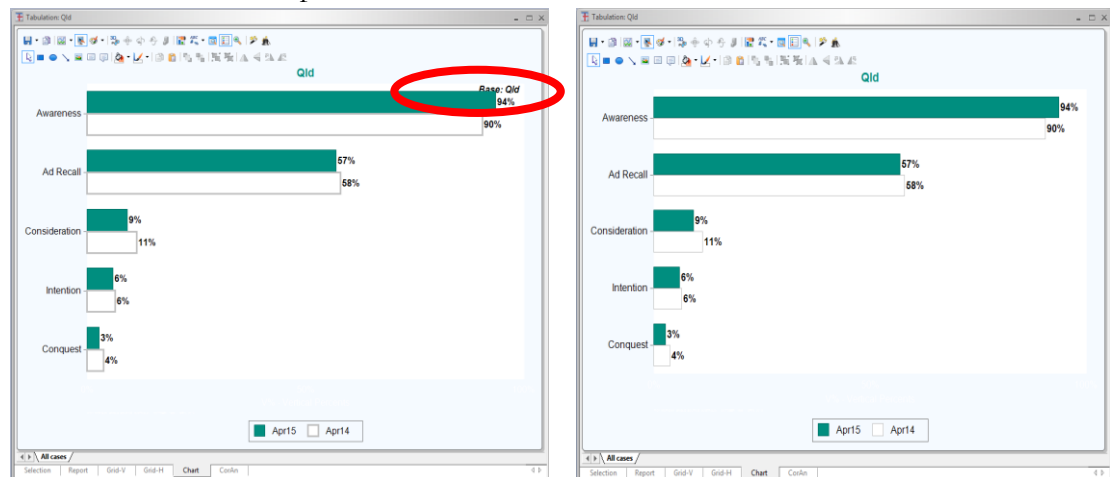 Tabulation: Qld
Qld
Base: Qld
Awareness
94%
90%
Ad Recall
57%
58%
Consideration
9%
11%
Intention
6%
6%
Conquest
3%
4%
Apr15
Apr14
All cases
Selection Report Grid-V Grid-H Chart CorAn
Tabulation: Qld
Qld
Awareness
94%
90%
Ad Recall
57%
58%
Consideration
9%
11%
Intention
6%
6%
Conquest
3%
4%
Apr15
Apr14
All cases
Selection Report Grid-V Grid-H Chart CorAn